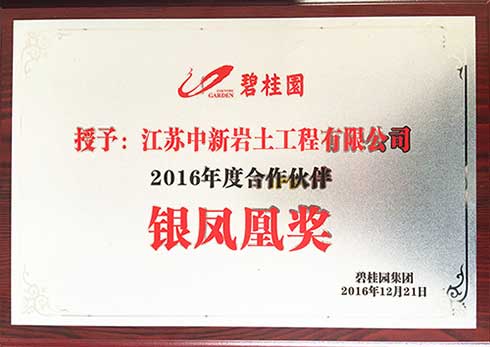 COUNTRY GARDEN 碧桂园
授予：江苏中新岩土工程有限公司
2016年度合作伙伴
银凤凰奖
碧桂园集团
2016年12月21日